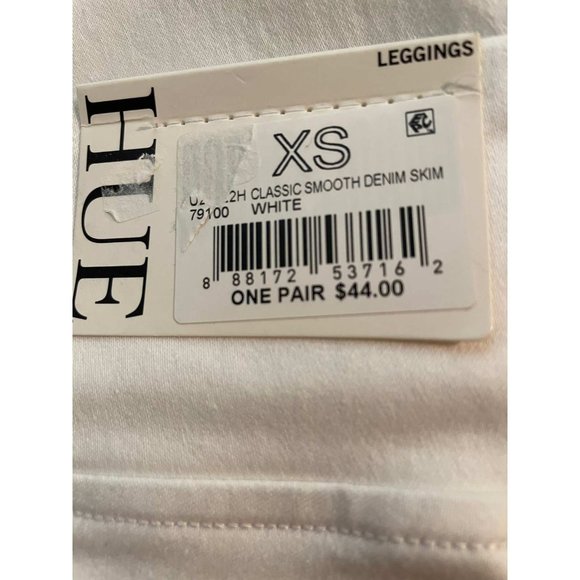 LEGGINGS
HUE
XS
CLASSIC SMOOTH DENIM SKIM
79100 WHITE
8 88172 53716 2
ONE PAIR $44.00